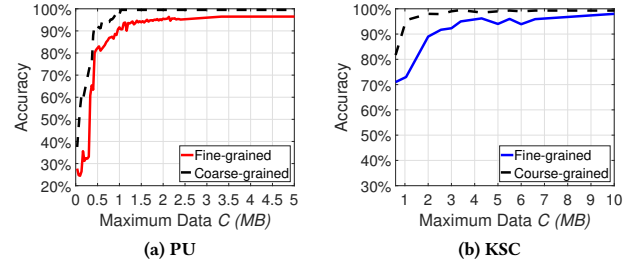 100%
90%
80%
70%
60%
50%
40%
30%
20%
Accuracy
0 0.5 1 1.5 2 2.5 3 3.5 4 4.5 5
Maximum Data C (MB)
Fine-grained
Coarse-grained
(a) PU
100%
90%
80%
70%
60%
50%
40%
30%
Accuracy
1 2 3 4 5 6 7 8 9 10
Maximum Data C (MB)
Fine-grained
Course-grained
(b) KSC